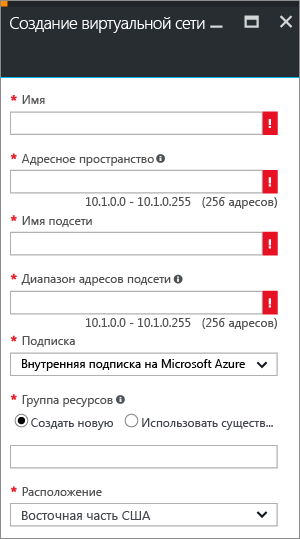 Создание виртуальной сети
* Имя
!
* Адресное пространство
!
10.1.0.0 - 10.1.0.255 (256 адресов)
* Имя подсети
!
* Диапазон адресов подсети
!
10.1.0.0 - 10.1.0.255 (256 адресов)
* Подписка
Внутренняя подписка на Microsoft Azure
* Группа ресурсов
Создать новую Использовать существ...
* Расположение
Восточная часть США